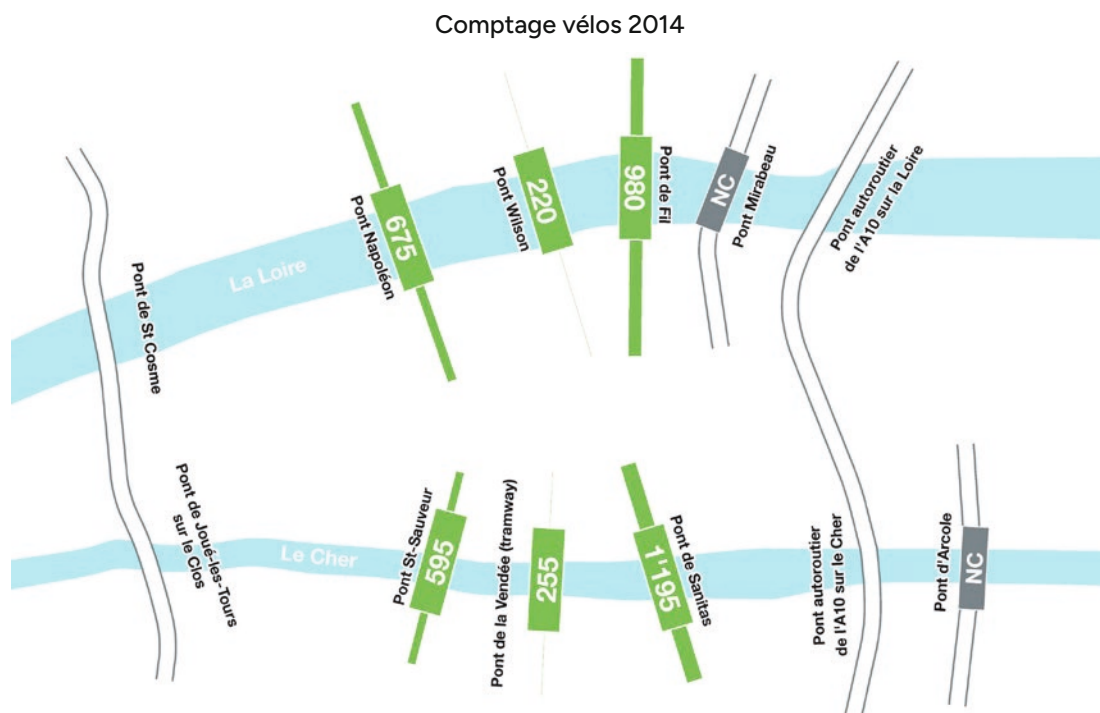 Comptage vélos 2014
Pont de St Cosme
La Loire
Pont Napoléon
675
Pont Wilson
220
980
Pont de Fil
NC
Pont Mirabeau
Pont autoroutier
de l'A10 sur la Loire
Pont de Joué-les-Tours
sur le Clos
Le Cher
Pont St-Sauveur
595
Pont de la Vendée (tramway)
255
1'195
Pont de Sanitas
Pont autoroutier
de l'A10 sur le Cher
Pont d'Arcole
NC